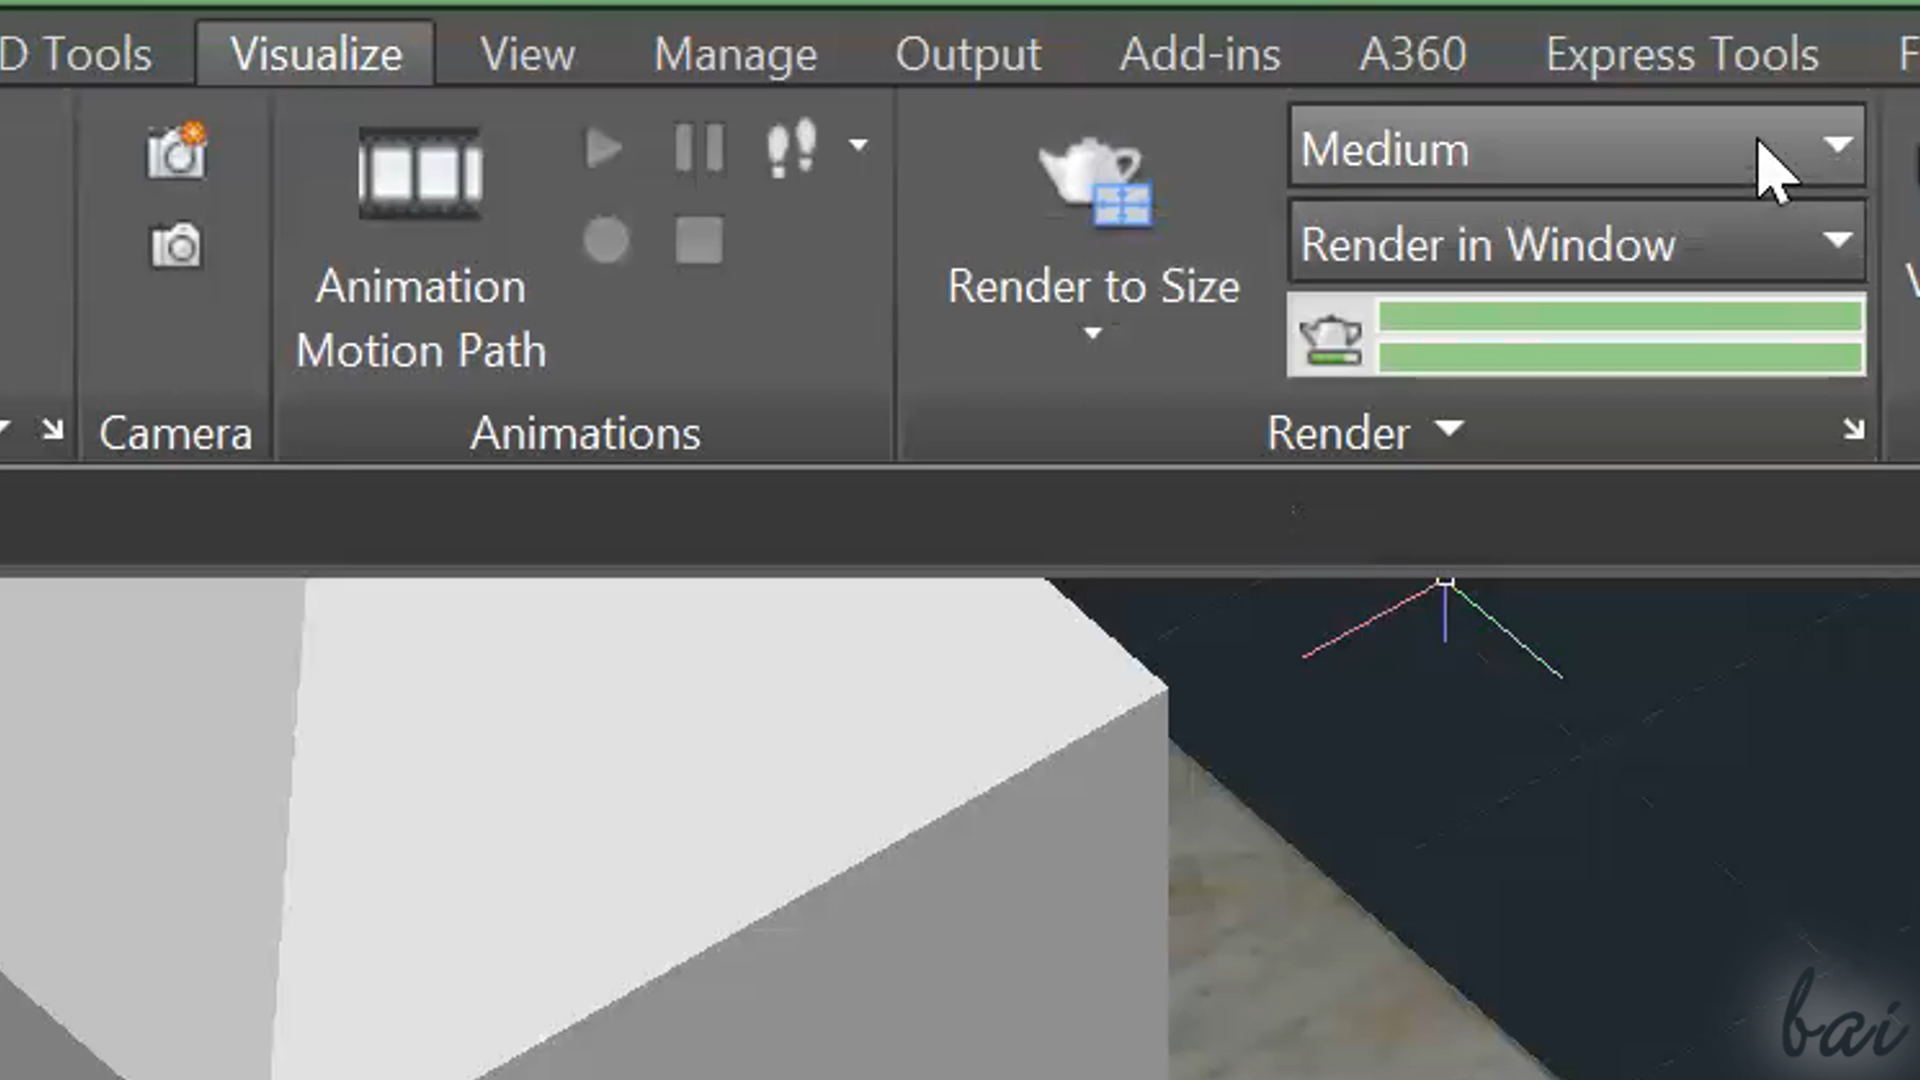 D Tools Visualize View Manage Output Add-ins A360 Express Tools F
Medium
Render in Window
Animation
Motion Path
Render to Size
Camera Animations Render
bai